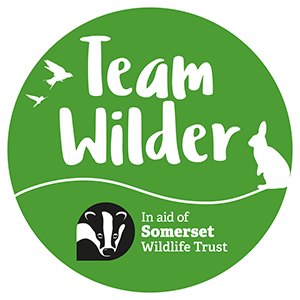 Team
Wilder
In aid of
Somerset
Wildlife Trust